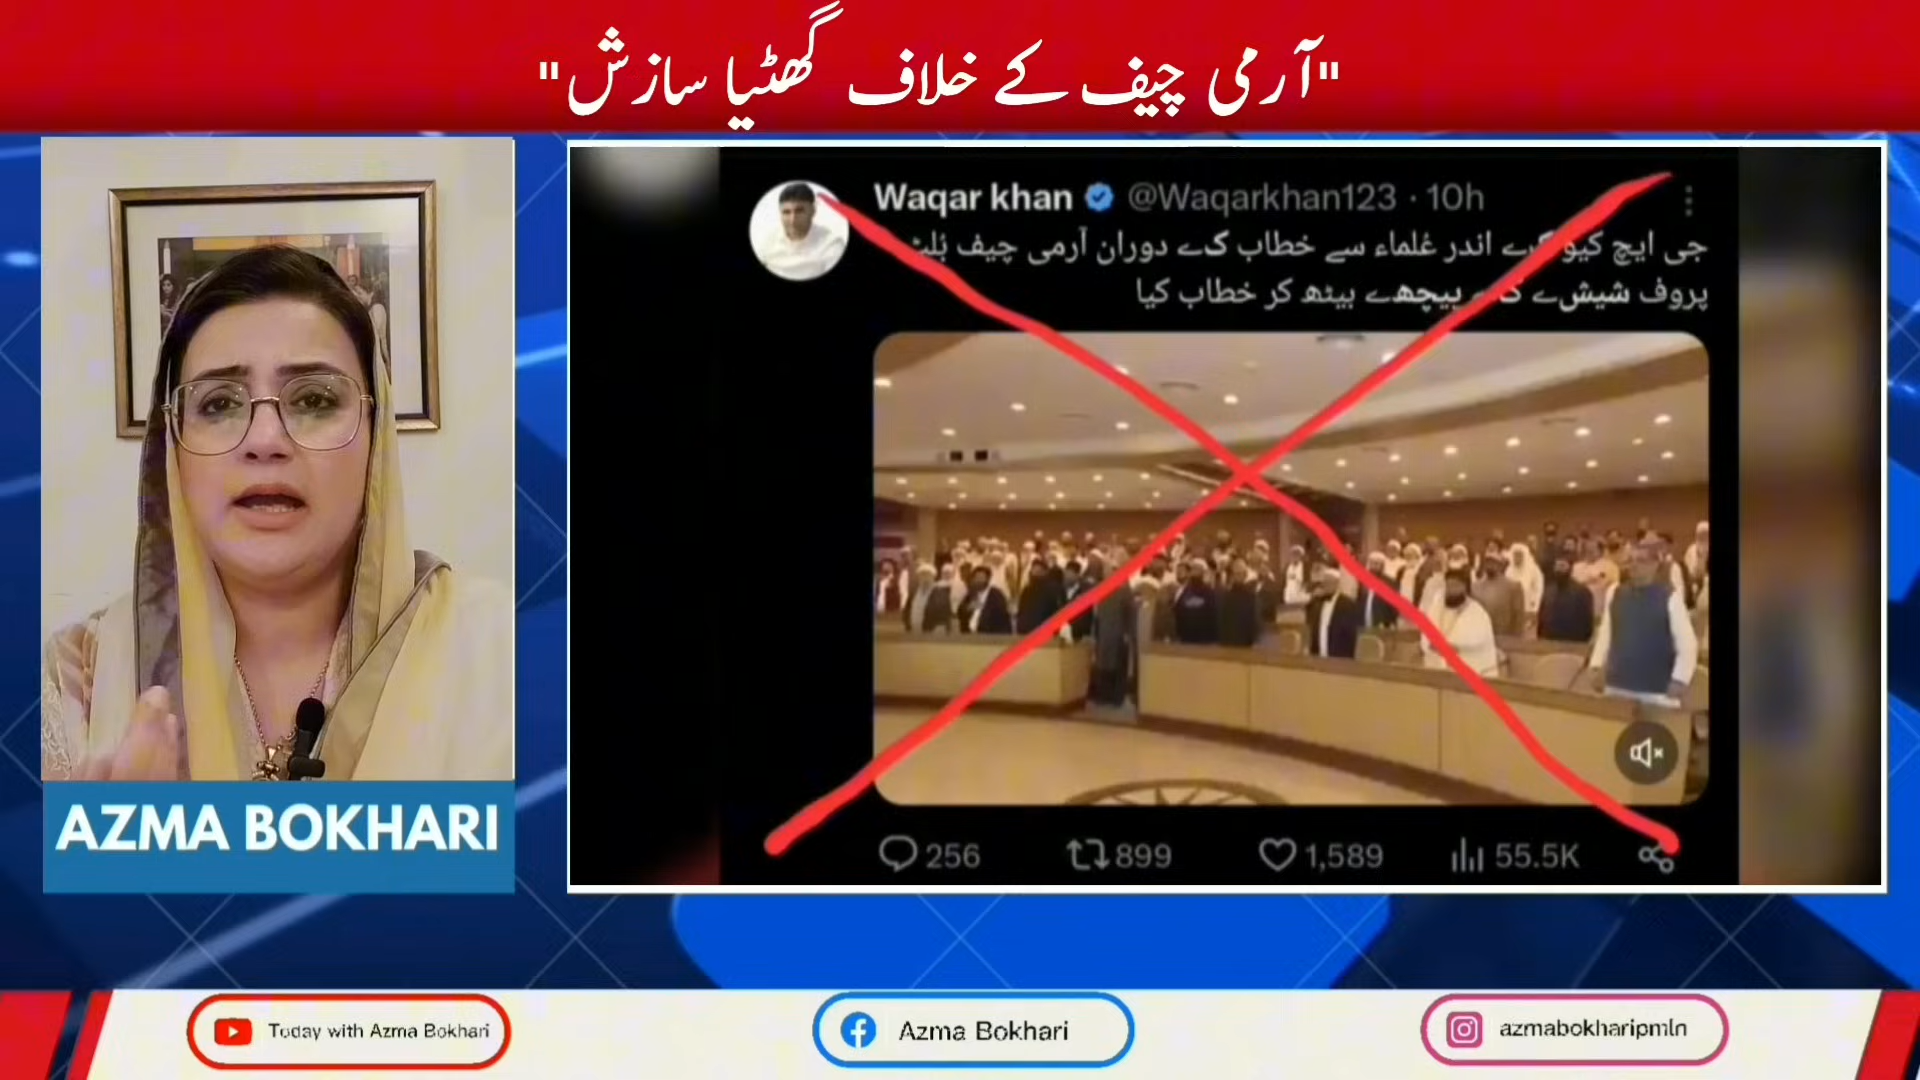 "آرمی چیف کے خلاف گھٹیا سازش"
Waqar khan @Waqarkhan123 · 10h
جی ایچ کیو کے اندر عُلماء سے خطاب کے دوران آرمی چیف بُلٹ
پروف شیشے کے پیچھے بیٹھ کر خطاب کیا
256 899 1,589 55.5K
AZMA BOKHARI
Today with Azma Bokhari
Azma Bokhari
azmabokharipmln